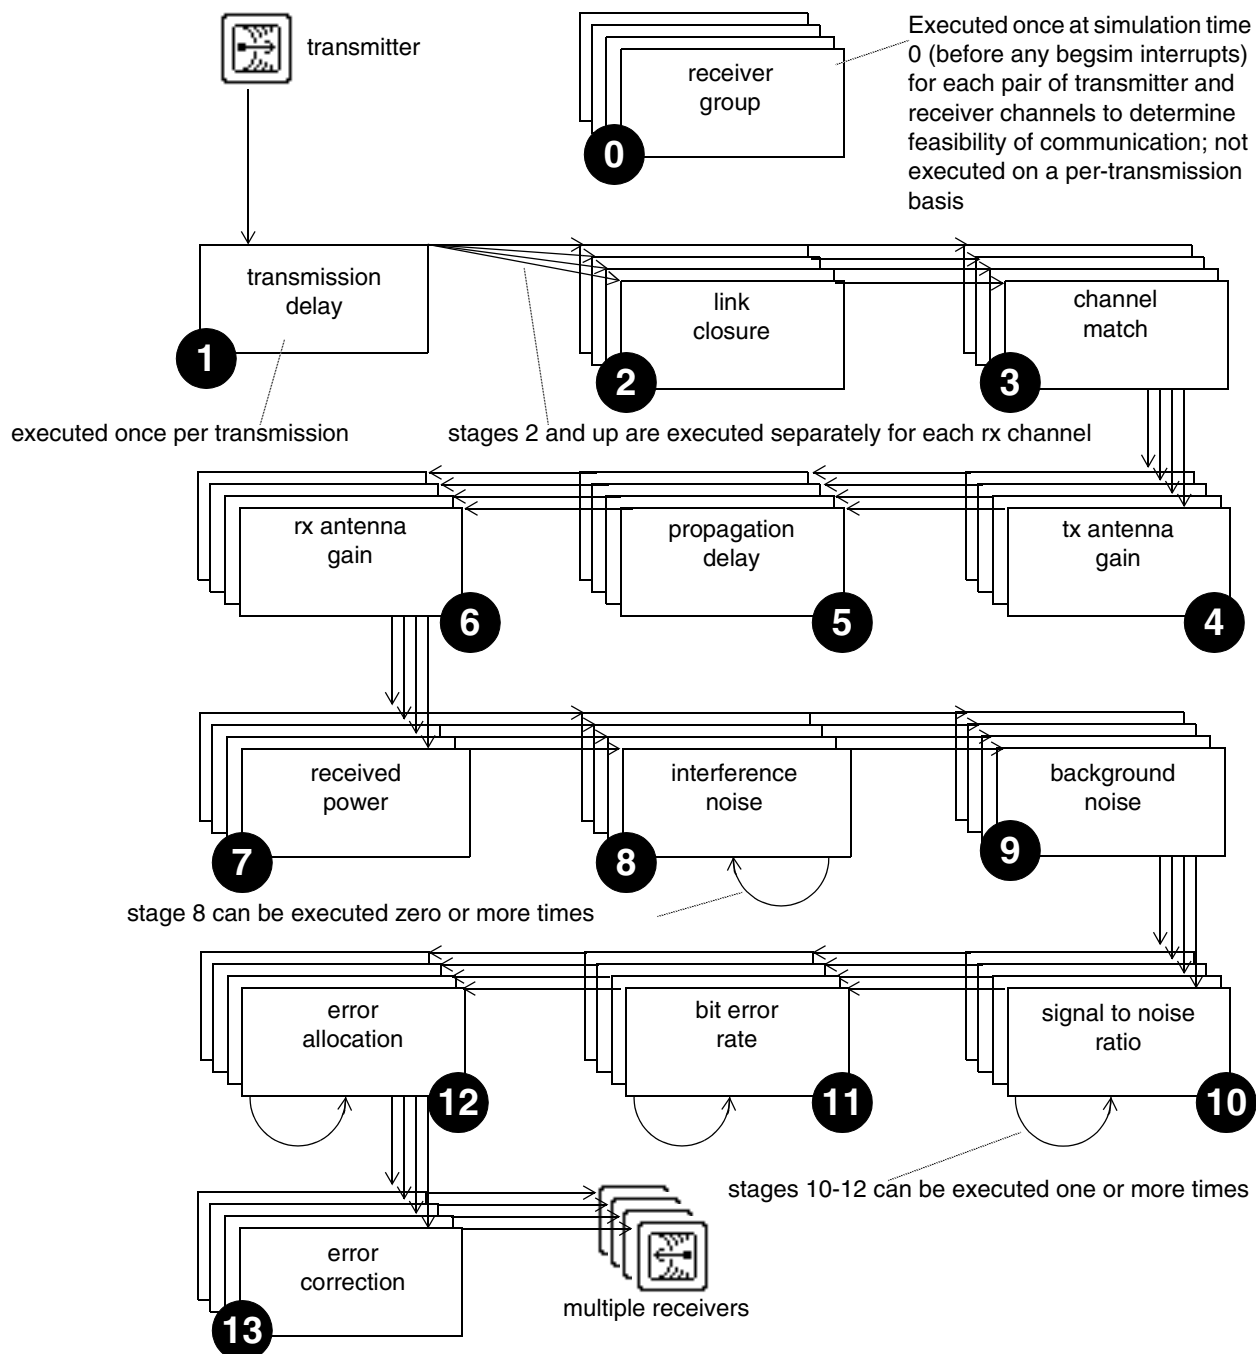 transmitter
receiver
group
0
Executed once at simulation time
0 (before any begsim interrupts)
for each pair of transmitter and
receiver channels to determine
feasibility of communication; not
executed on a per-transmission
basis
transmission
delay
1
link
closure
2
channel
match
3
executed once per transmission
stages 2 and up are executed separately for each rx channel
rx antenna
gain
6
propagation
delay
5
tx antenna
gain
4
received
power
7
interference
noise
8
background
noise
9
stage 8 can be executed zero or more times
error
allocation
12
bit error
rate
11
signal to noise
ratio
10
stages 10-12 can be executed one or more times
error
correction
13
multiple receivers